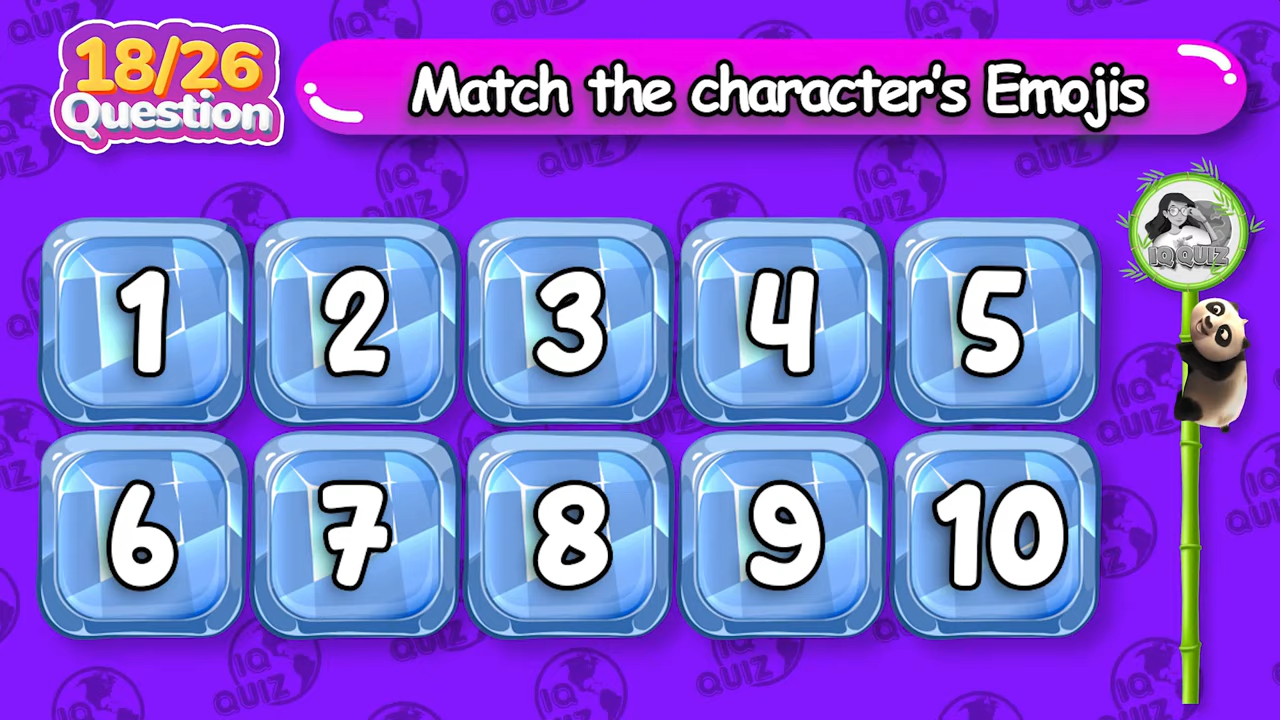 18/26
Question
Match the character's Emojis
IQ QUIZ
1 2 3 4 5
6 7 8 9 10